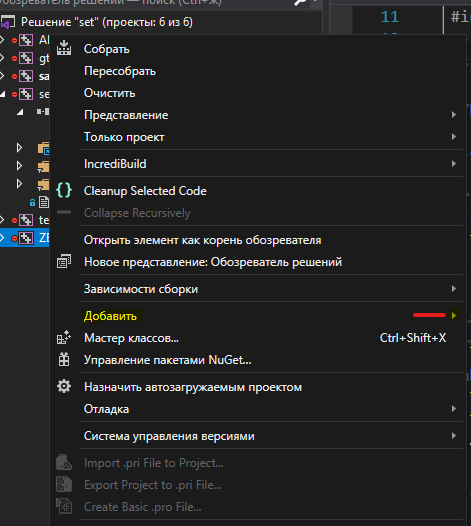 Обозреватель решений — поиск (Ctrl+ж)
Решение "set" (проекты: 6 из 6)
11 #i
Al
gt
sa
se
te
ZE
Собрать
Пересобрать
Очистить
Представление
Только проект
IncrediBuild
Cleanup Selected Code
Collapse Recursively
Открыть элемент как корень обозревателя
Новое представление: Обозреватель решений
Зависимости сборки
Добавить
Мастер классов... Ctrl+Shift+X
Управление пакетами NuGet...
Назначить автозагружаемым проектом
Отладка
Система управления версиями
Import .pri File to Project...
Export Project to .pri File...
Create Basic .pro File...